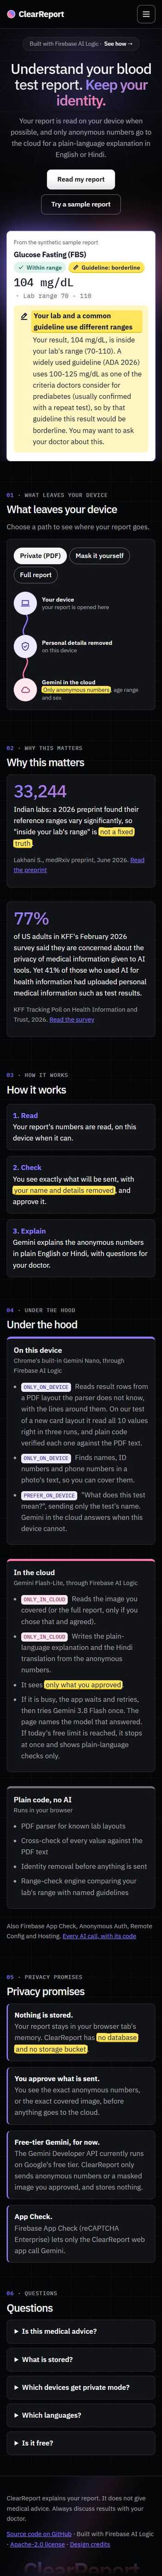 ClearReport
Built with Firebase AI Logic · See how →
Understand your blood
test report. Keep your
identity.
Your report is read on your device when
possible, and only anonymous numbers go to
the cloud for a plain-language explanation in
English or Hindi.
Read my report
Try a sample report
From the synthetic sample report
Glucose Fasting (FBS)
Within range
Guideline: borderline
104 mg/dL
· Lab range 70 - 110
Your lab and a common
guideline use different ranges
Your result, 104 mg/dL, is inside
your lab's range (70-110). A
widely used guideline (ADA 2026)
uses 100-125 mg/dL as one of
the criteria doctors consider for
prediabetes (usually confirmed
with a repeat test), so by that
guideline this result would be
borderline. You may want to ask
your doctor about this.
01 · WHAT LEAVES YOUR DEVICE
What leaves your device
Choose a path to see where your report goes.
Private (PDF)
Mask it yourself
Full report
Your device
your report is opened here
Personal details removed
on this device
Gemini in the cloud
Only anonymous numbers, age range
and sex
02 · WHY THIS MATTERS
Why this matters
33,244
Indian labs: a 2026 preprint found their
reference ranges vary significantly, so
"inside your lab's range" is not a fixed
truth.
Lakhani S., medRxiv preprint, June 2026. Read
the preprint
77%
of US adults in KFF's February 2026
survey said they are concerned about the
privacy of medical information given to AI
tools. Yet 41% of those who used AI for
health information had uploaded personal
medical information such as test results.
KFF Tracking Poll on Health Information and
Trust, 2026. Read the survey
03 · HOW IT WORKS
How it works
1. Read
Your report's numbers are read, on this
device when it can.
2. Check
You see exactly what will be sent, with
your name and details removed, and
approve it.
3. Explain
Gemini explains the anonymous numbers
in plain English or Hindi, with questions for
your doctor.
04 · UNDER THE HOOD
Under the hood
On this device
Chrome's built-in Gemini Nano, through
Firebase AI Logic
• ONLY_ON_DEVICE Reads result rows from
a PDF layout the parser does not know,
with the lines around them. On our test
of a new card layout it read all 10 values
right in three runs, and plain code
verified each one against the PDF text.
• ONLY_ON_DEVICE Finds names, ID
numbers and phone numbers in a
photo's text, so you can cover them.
• PREFER_ON_DEVICE "What does this test
mean?", sending only the test's name.
Gemini in the cloud answers when this
device cannot.
In the cloud
Gemini Flash-Lite, through Firebase AI Logic
• ONLY_IN_CLOUD Reads the image you
covered (or the full report, only if you
chose that and agreed).
• ONLY_IN_CLOUD Writes the plain-
language explanation and the Hindi
translation from the anonymous
numbers.
• It sees only what you approved.
• If it is busy, the app waits and retries,
then tries Gemini 3.8 Flash once. The
page names the model that answered.
If today's free limit is reached, it stops
at once and shows plain-language
checks only.
Plain code, no AI
Runs in your browser
• PDF parser for known lab layouts
• Cross-check of every value against the
PDF text
• Identity removal before anything is sent
• Range-check engine comparing your
lab's range with named guidelines
Also Firebase App Check, Anonymous Auth, Remote
Config and Hosting. Every AI call, with its code
05 · PRIVACY PROMISES
Privacy promises
Nothing is stored.
Your report stays in your browser tab's
memory. ClearReport has no database
and no storage bucket.
You approve what is sent.
You see the exact anonymous numbers,
or the exact covered image, before
anything goes to the cloud.
Free-tier Gemini, for now.
The Gemini Developer API currently runs
on Google's free tier. ClearReport only
sends anonymous numbers or a masked
image you approved, and stores nothing.
App Check.
Firebase App Check (reCAPTCHA
Enterprise) lets only the ClearReport web
app call Gemini.
06 · QUESTIONS
Questions
▸ Is this medical advice?
▸ What is stored?
▸ Which devices get private mode?
▸ Which languages?
▸ Is it free?
ClearReport explains your report. It does not give
medical advice. Always discuss results with your
doctor.
Source code on GitHub · Built with Firebase AI Logic
· Apache-2.0 license · Design credits
ClearReport